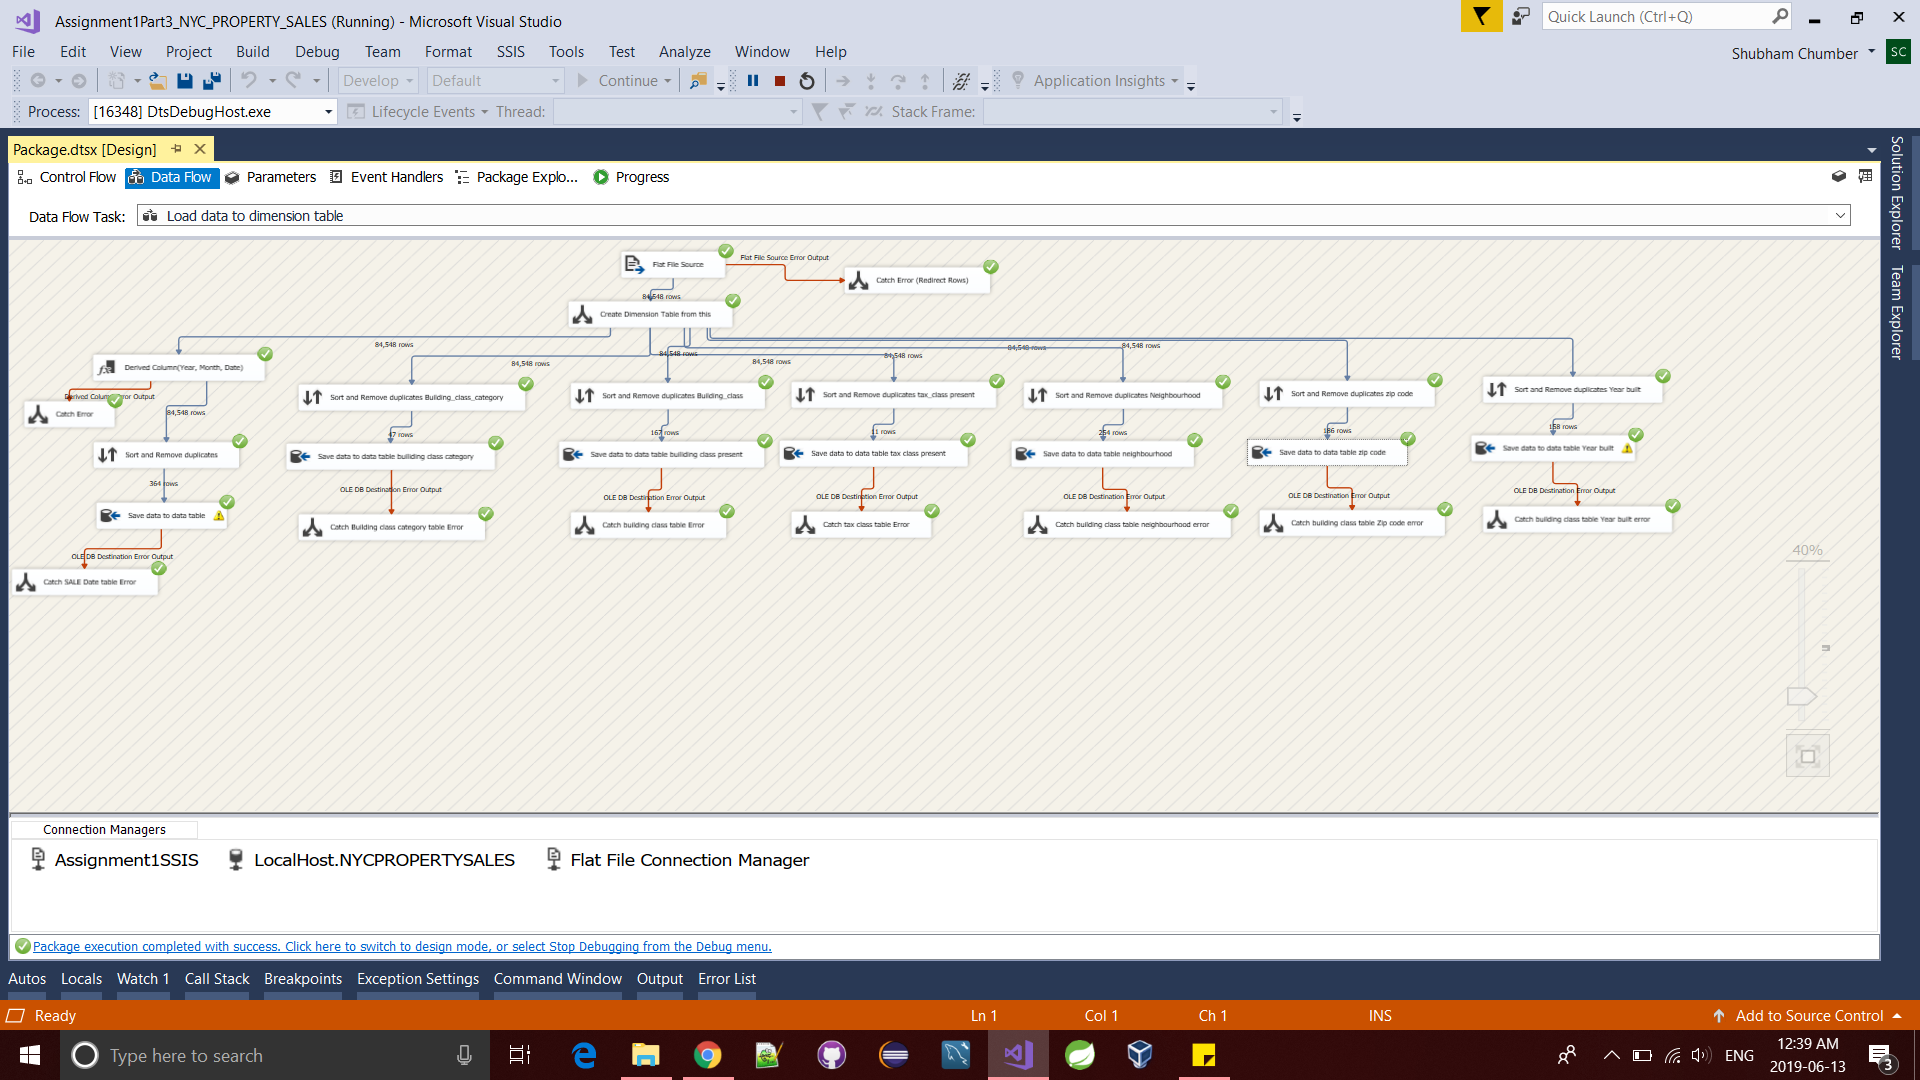 Assignment1Part3_NYC_PROPERTY_SALES (Running) - Microsoft Visual Studio
Quick Launch (Ctrl+Q)
File Edit View Project Build Debug Team Format SSIS Tools Test Analyze Window Help
Shubham Chumber SC
Develop Default Continue Application Insights
Process: [16348] DtsDebugHost.exe Lifecycle Events Thread: Stack Frame:
Package.dtsx [Design]
Control Flow Data Flow Parameters Event Handlers Package Explo... Progress
Data Flow Task: Load data to dimension table
Solution Explorer
Team Explorer
Flat File Source
Flat File Source Error Output
Catch Error (Redirect Rows)
84,548 rows
Create Dimension Table from this
84,548 rows
84,548 rows
84,548 rows
84,548 rows
84,548 rows
84,548 rows
84,548 rows
Derived Column(Year, Month, Date)
Derived Column Error Output
Catch Error
84,548 rows
Sort and Remove duplicates
364 rows
Save data to data table
OLE DB Destination Error Output
Catch SALE Date table Error
Sort and Remove duplicates Building_class_category
47 rows
Save data to data table builiding class category
OLE DB Destination Error Output
Catch Building class category table Error
Sort and Remove duplicates Building_class
167 rows
Save data to data table builiding class present
OLE DB Destination Error Output
Catch building class table Error
Sort and Remove duplicates tax_class present
11 rows
Save data to data table tax class present
OLE DB Destination Error Output
Catch tax class table Error
Sort and Remove duplicates Neighbourhood
254 rows
Save data to data table neighbourhood
OLE DB Destination Error Output
Catch building class table neighbourhood error
Sort and Remove duplicates zip code
186 rows
Save data to data table zip code
OLE DB Destination Error Output
Catch building class table Zip code error
Sort and Remove duplicates Year built
158 rows
Save data to data table Year built
OLE DB Destination Error Output
Catch building class table Year built error
40%
Connection Managers
Assignment1SSIS LocalHost.NYCPROPERTYSALES Flat File Connection Manager
Package execution completed with success. Click here to switch to design mode, or select Stop Debugging from the Debug menu.
Autos Locals Watch 1 Call Stack Breakpoints Exception Settings Command Window Output Error List
Ready Ln 1 Col 1 Ch 1 INS Add to Source Control
Type here to search
ENG
12:39 AM
2019-06-13
3